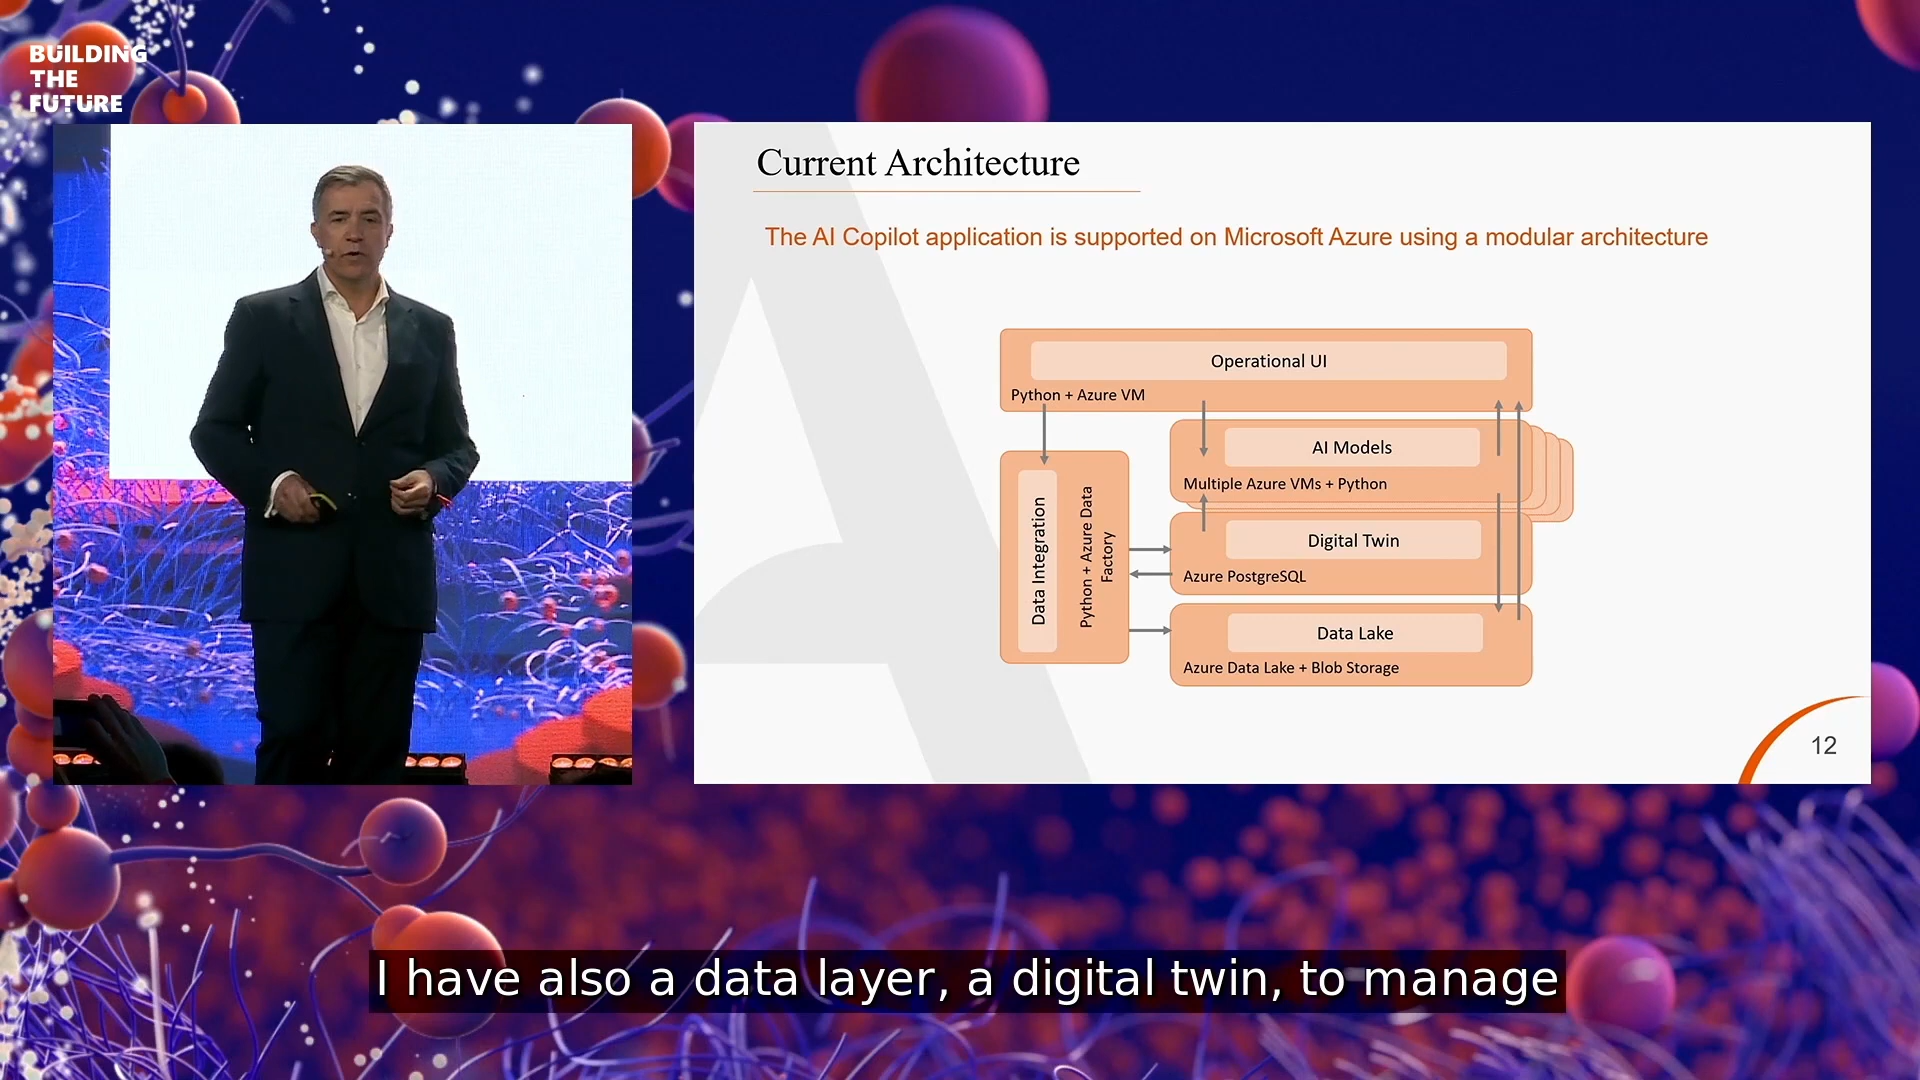 BUILDING
THE
FUTURE
Current Architecture
The AI Copilot application is supported on Microsoft Azure using a modular architecture
Operational UI
Python + Azure VM
AI Models
Multiple Azure VMs + Python
Data Integration
Python + Azure Data
Factory
Digital Twin
Azure PostgreSQL
Data Lake
Azure Data Lake + Blob Storage
12
I have also a data layer, a digital twin, to manage